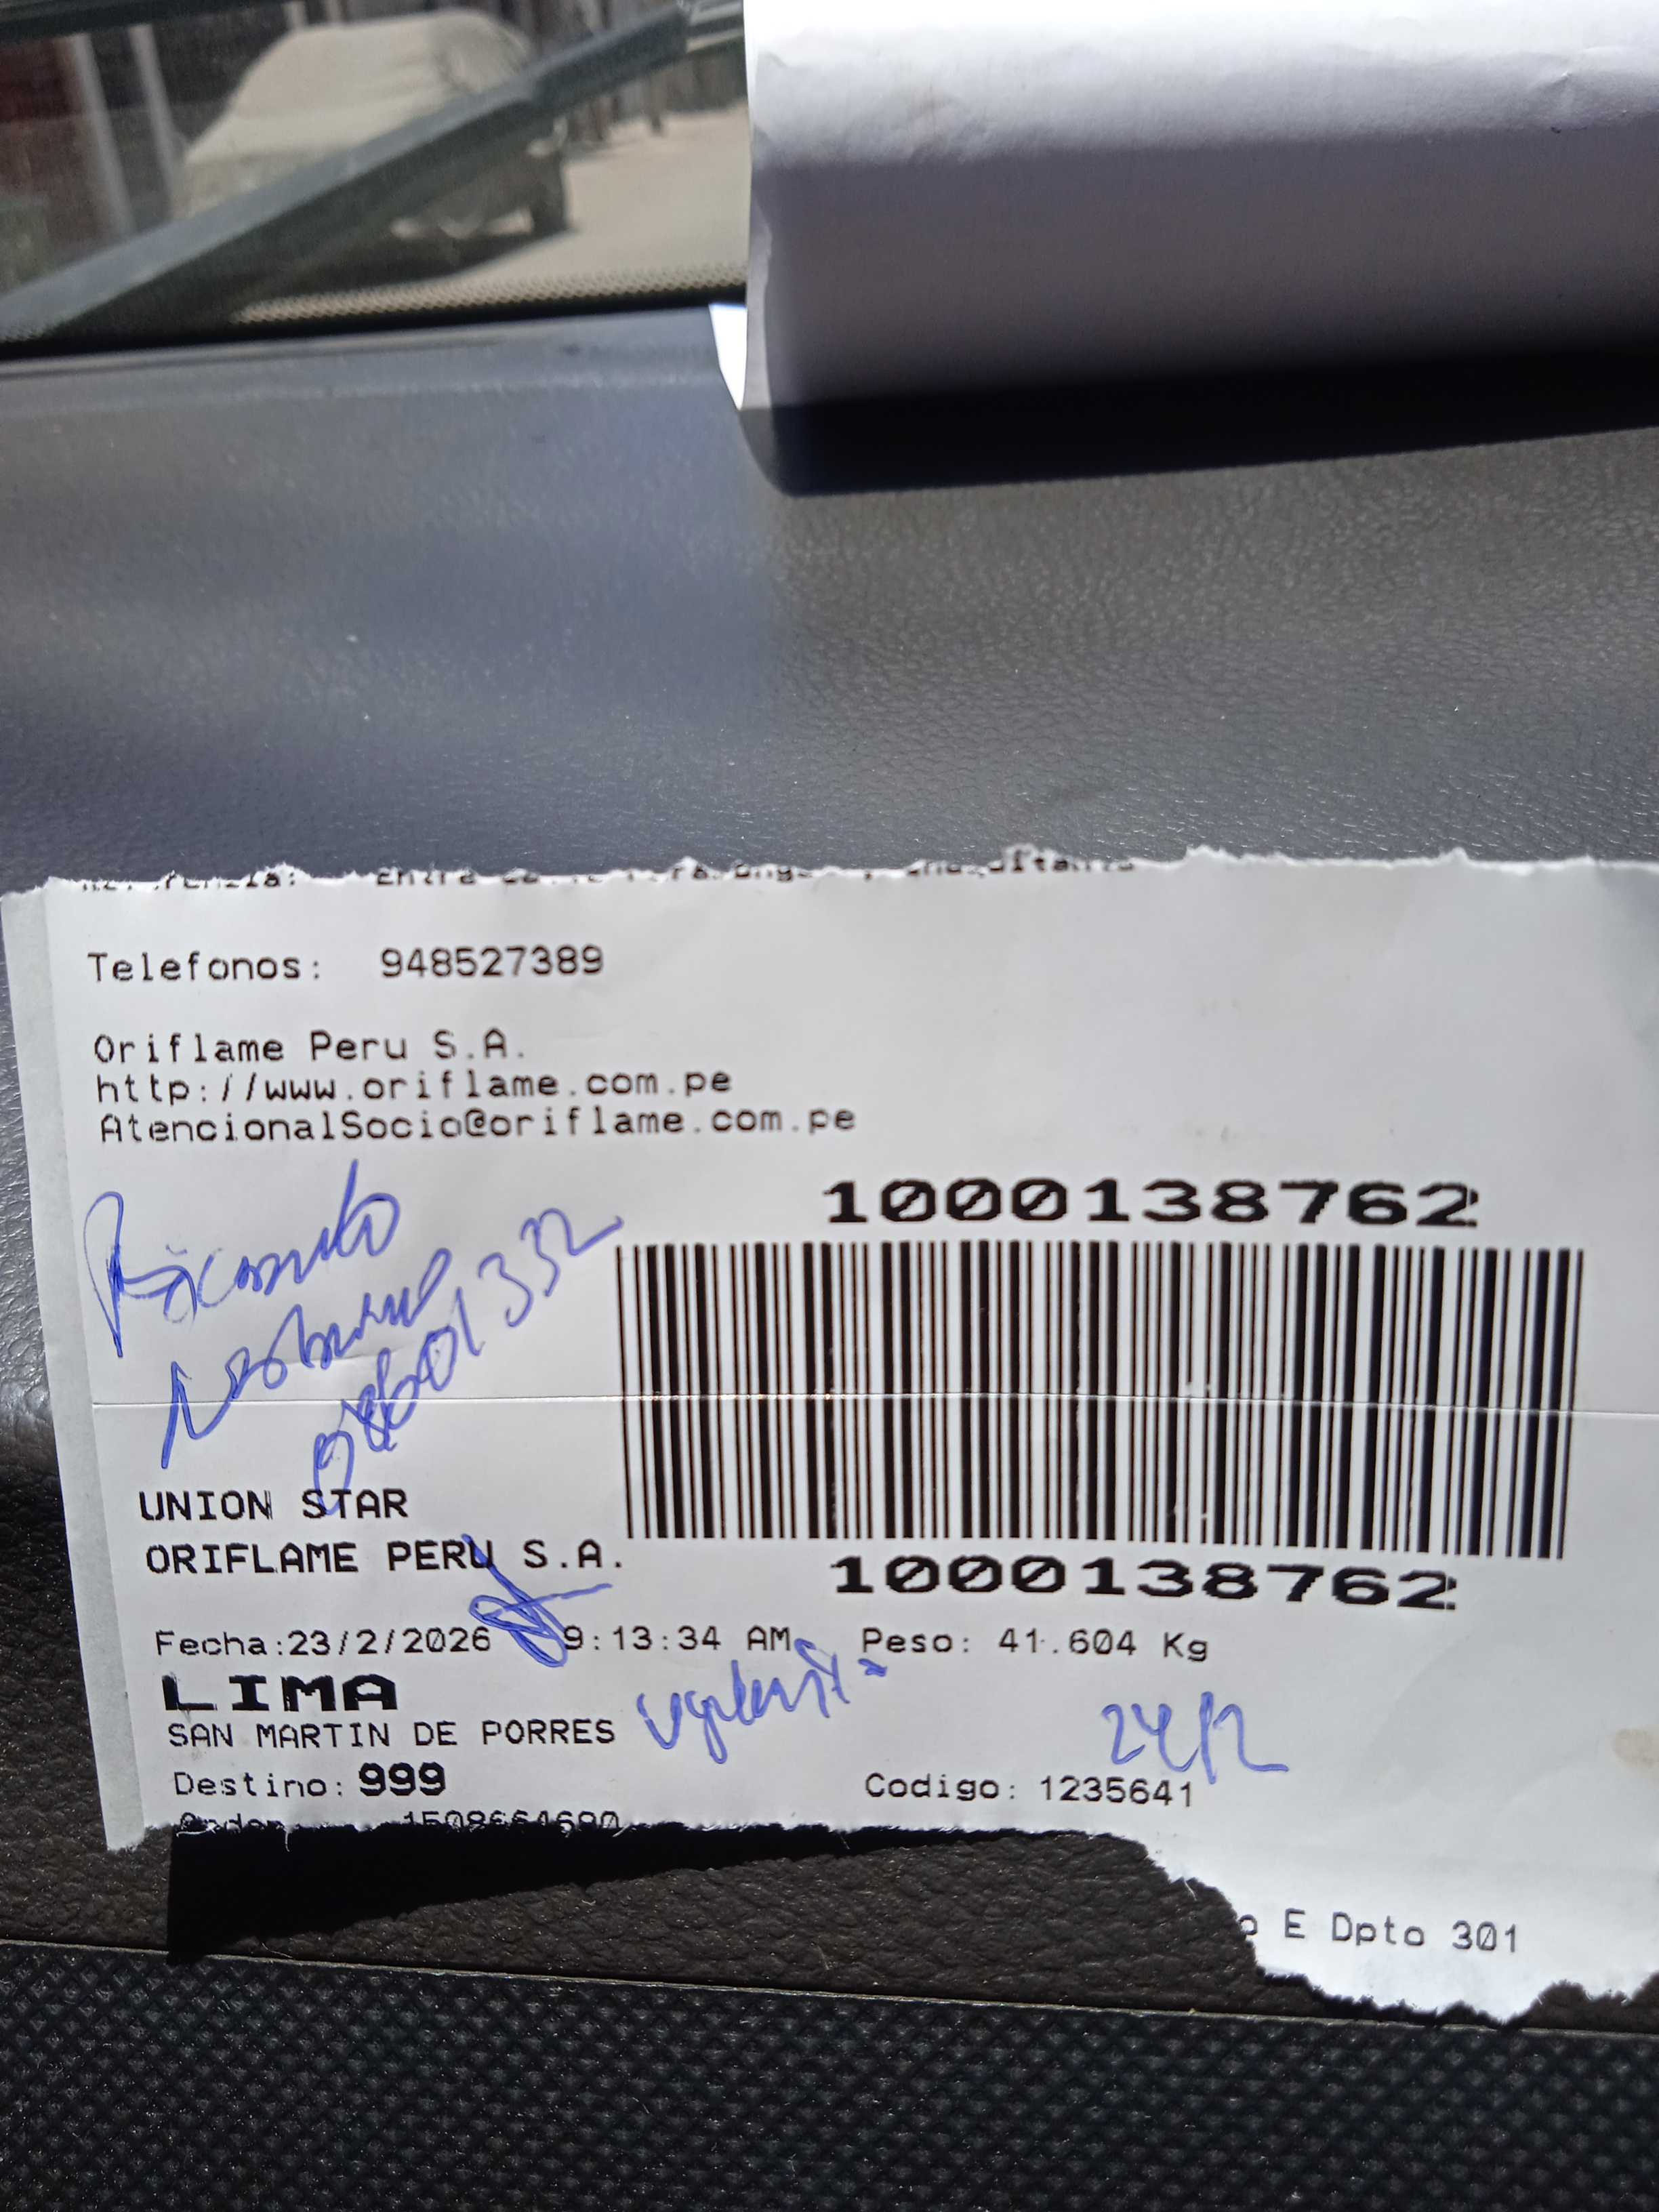 Telefonos: 948527389
Oriflame Peru S.A.
http://www.oriflame.com.pe
AtencionalSocio@oriflame.com.pe
1000138762
1000138762
UNION STAR
ORIFLAME PERU S.A.
Fecha:23/2/2026 9:13:34 AM Peso: 41.604 Kg
LIMA
SAN MARTIN DE PORRES
24/2
Destino: 999 Codigo: 1235641
E Dpto 301